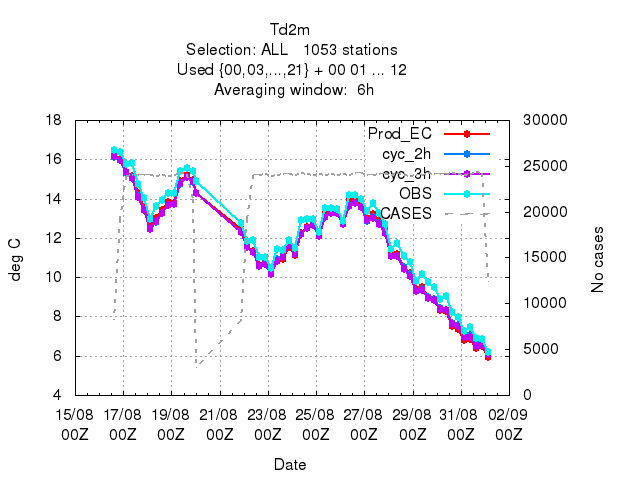 Td2m
Selection: ALL 1053 stations
Used {00,03,...,21} + 00 01 ... 12
Averaging window: 6h
18 30000
16 25000
14 20000
12 15000
10 10000
8 5000
6 0
4
Prod_EC
cyc_2h
cyc_3h
OBS
CASES
deg C
No cases
15/08 17/08 19/08 21/08 23/08 25/08 27/08 29/08 31/08 02/09
00Z 00Z 00Z 00Z 00Z 00Z 00Z 00Z 00Z 00Z
Date